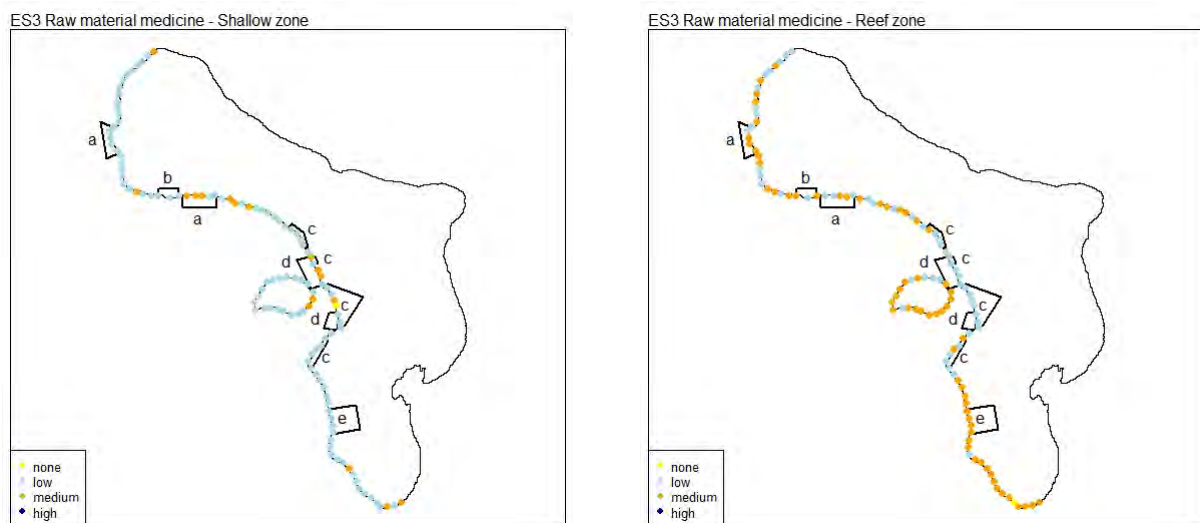 ES3 Raw material medicine - Shallow zone
a
b
a
c
c
d
c
d
c
e
none
low
medium
high
ES3 Raw material medicine - Reef zone
a
b
a
c
c
d
c
d
c
e
none
low
medium
high